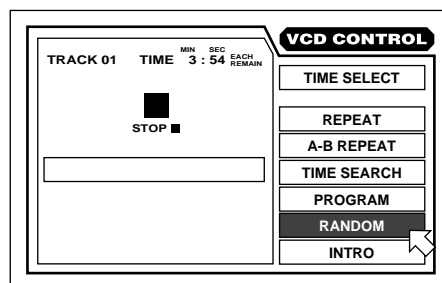 VCD CONTROL
MIN SEC
TRACK 01 TIME 3 : 54 EACH REMAIN
STOP
TIME SELECT
REPEAT
A-B REPEAT
TIME SEARCH
PROGRAM
RANDOM
INTRO